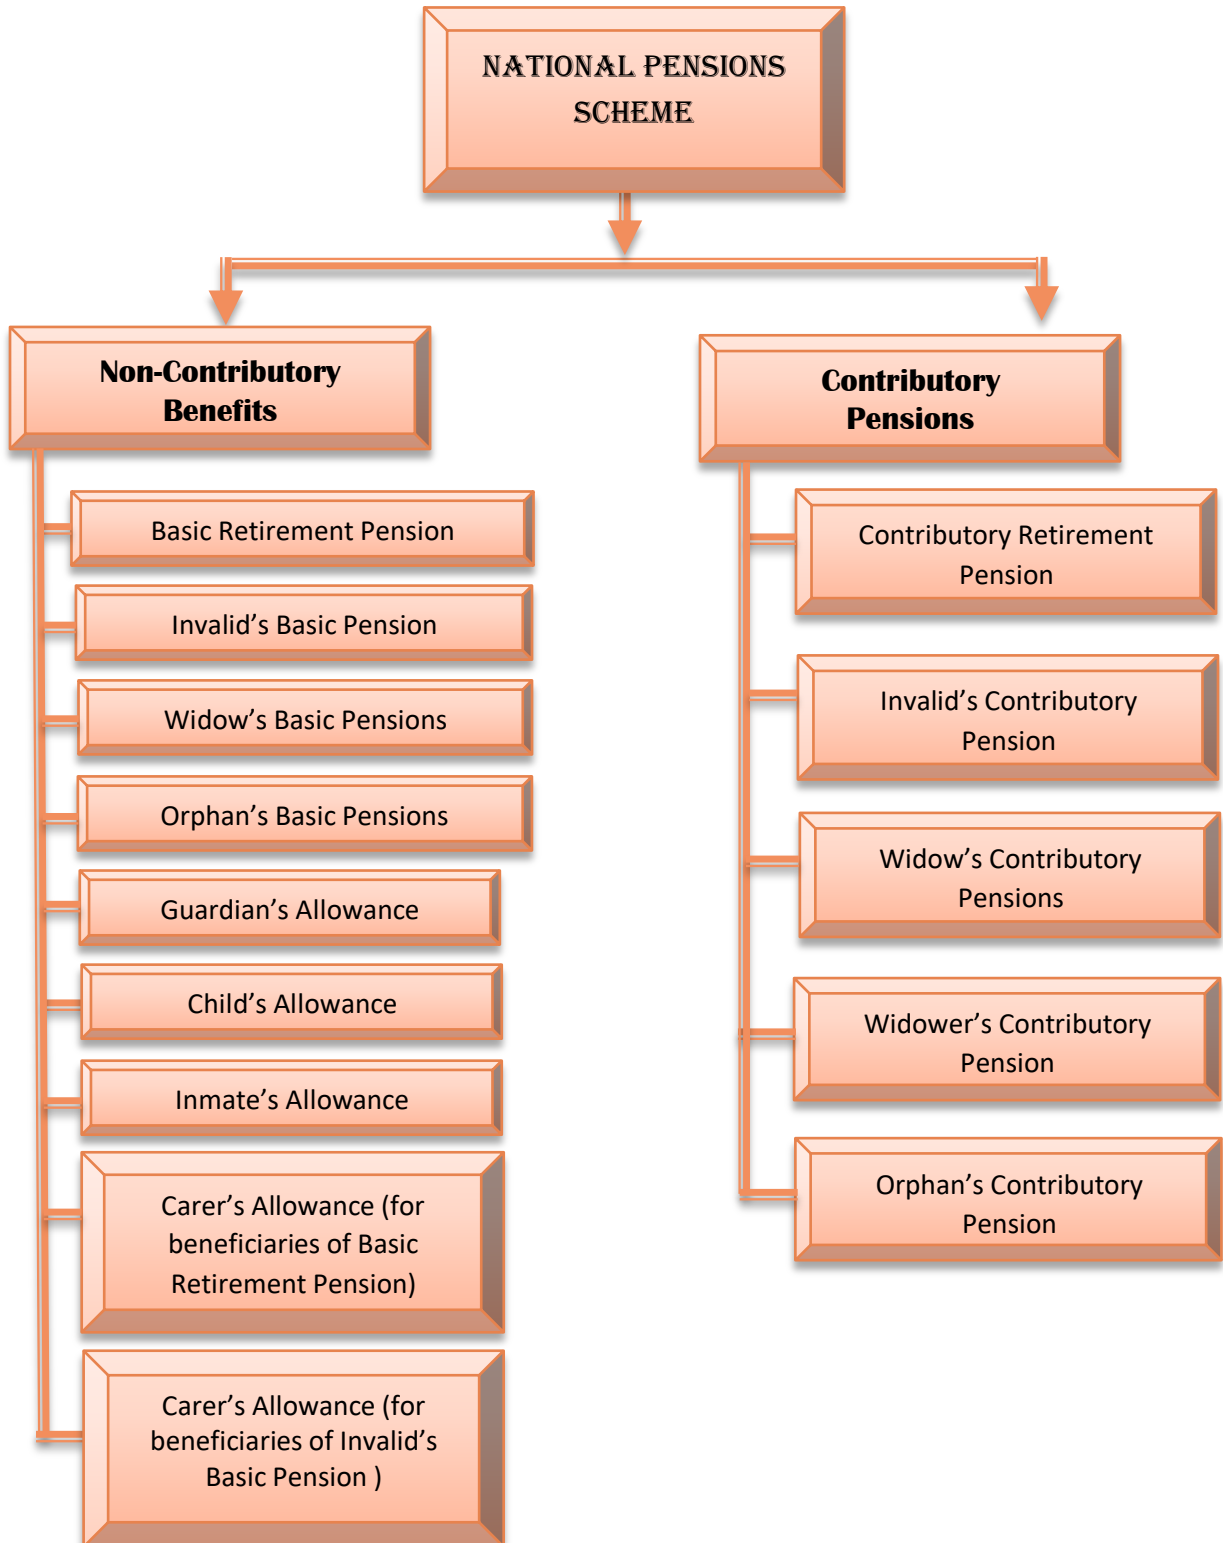 NATIONAL PENSIONS
SCHEME
Non-Contributory
Benefits
Basic Retirement Pension
Invalid’s Basic Pension
Widow’s Basic Pensions
Orphan’s Basic Pensions
Guardian’s Allowance
Child’s Allowance
Inmate’s Allowance
Carer’s Allowance (for
beneficiaries of Basic
Retirement Pension)
Carer’s Allowance (for
beneficiaries of Invalid’s
Basic Pension )
Contributory
Pensions
Contributory Retirement
Pension
Invalid’s Contributory
Pension
Widow’s Contributory
Pensions
Widower’s Contributory
Pension
Orphan’s Contributory
Pension